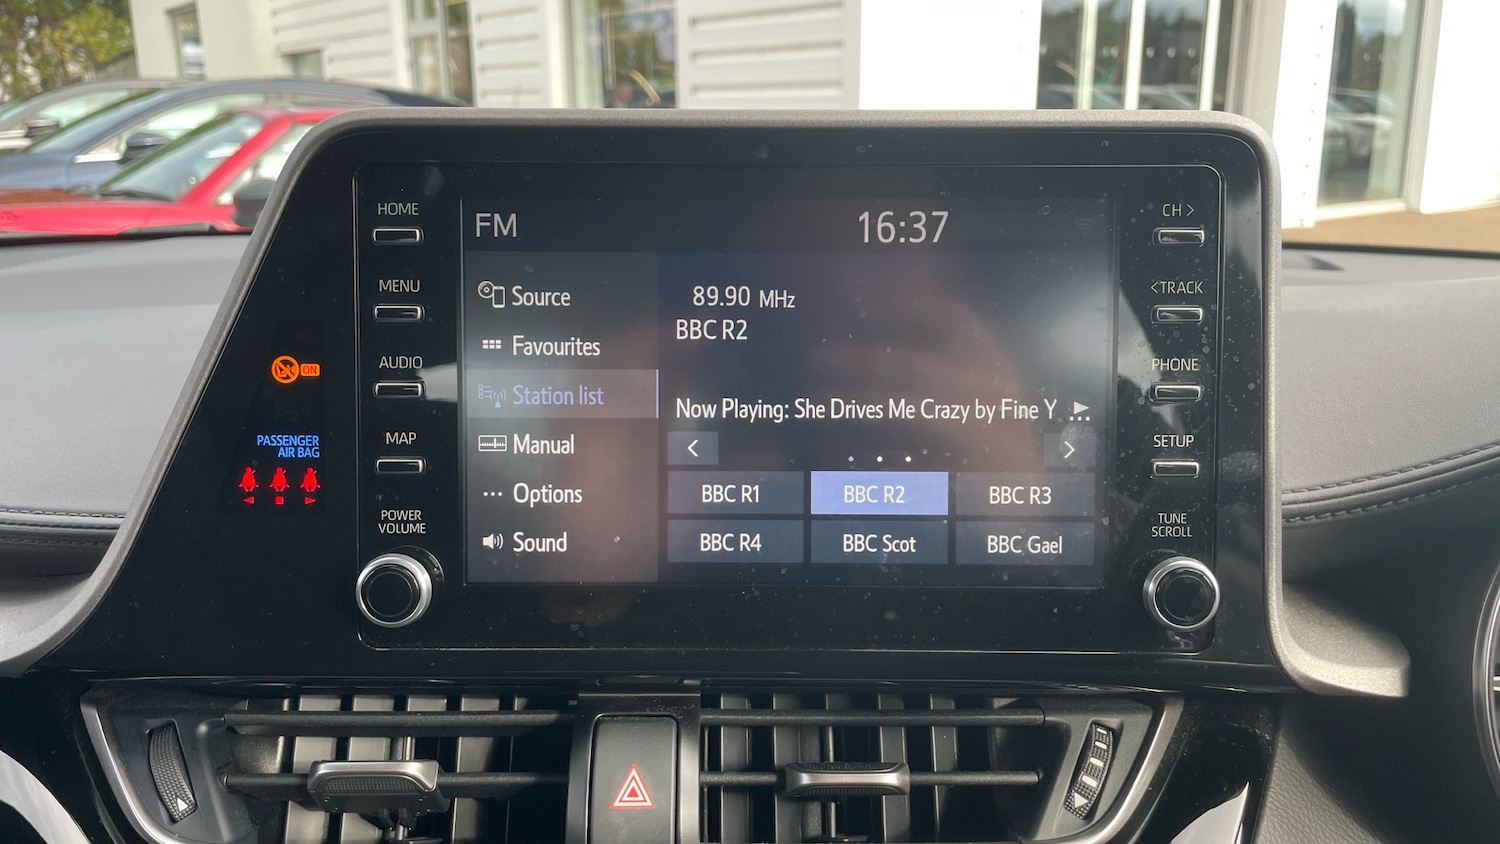 HOME
MENU
AUDIO
MAP
POWER
VOLUME
ON
PASSENGER
AIR BAG
FM
16:37
Source
Favourites
Station list
Manual
Options
Sound
89.90 MHz
BBC R2
Now Playing: She Drives Me Crazy by Fine Y
...
BBC R1
BBC R2
BBC R3
BBC R4
BBC Scot
BBC Gael
CH >
<TRACK
PHONE
SETUP
TUNE
SCROLL